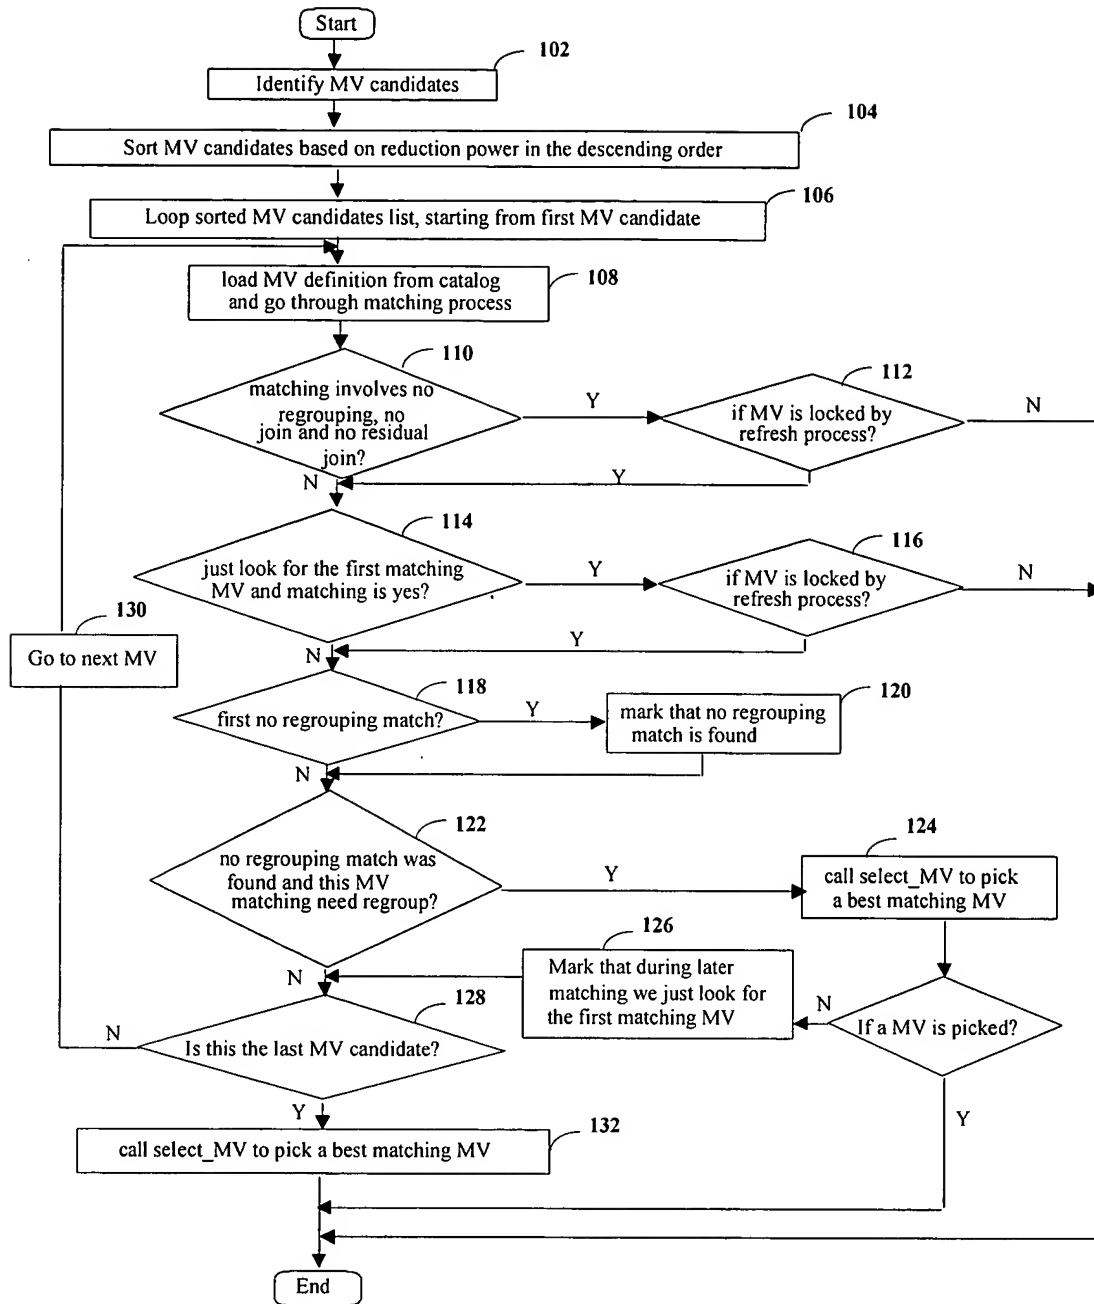 Start
102
Identify MV candidates
104
Sort MV candidates based on reduction power in the descending order
106
Loop sorted MV candidates list, starting from first MV candidate
load MV definition from catalog
and go through matching process
108
110
matching involves no
regrouping, no
join and no residual
join?
Y
112
if MV is locked by
refresh process?
N
N
Y
114
just look for the first matching
MV and matching is yes?
Y
116
if MV is locked by
refresh process?
N
130
Go to next MV
N
Y
118
first no regrouping match?
Y
120
mark that no regrouping
match is found
N
122
no regrouping match was
found and this MV
matching need regroup?
Y
124
call select_MV to pick
a best matching MV
126
Mark that during later
matching we just look for
the first matching MV
N
If a MV is picked?
N
128
N
Is this the last MV candidate?
Y
Y
132
call select_MV to pick a best matching MV
End